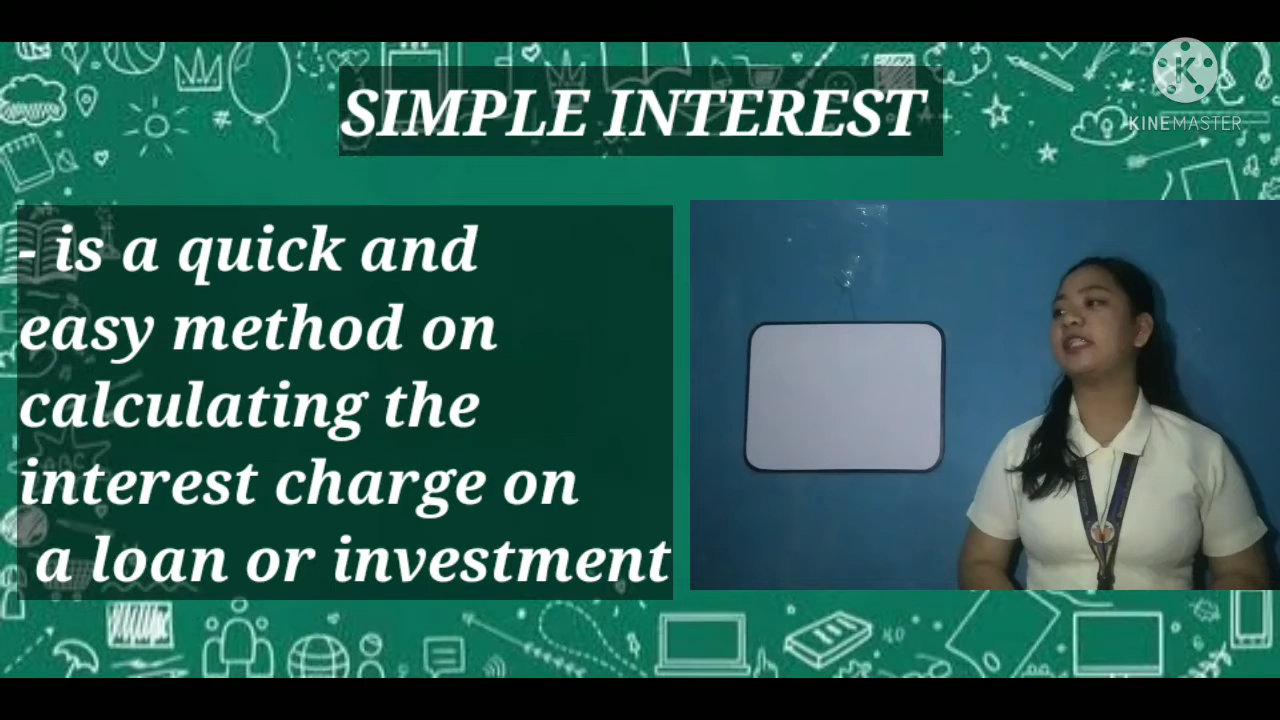 SIMPLE INTEREST
K
KINEMASTER
- is a quick and
easy method on
calculating the
interest charge on
a loan or investment